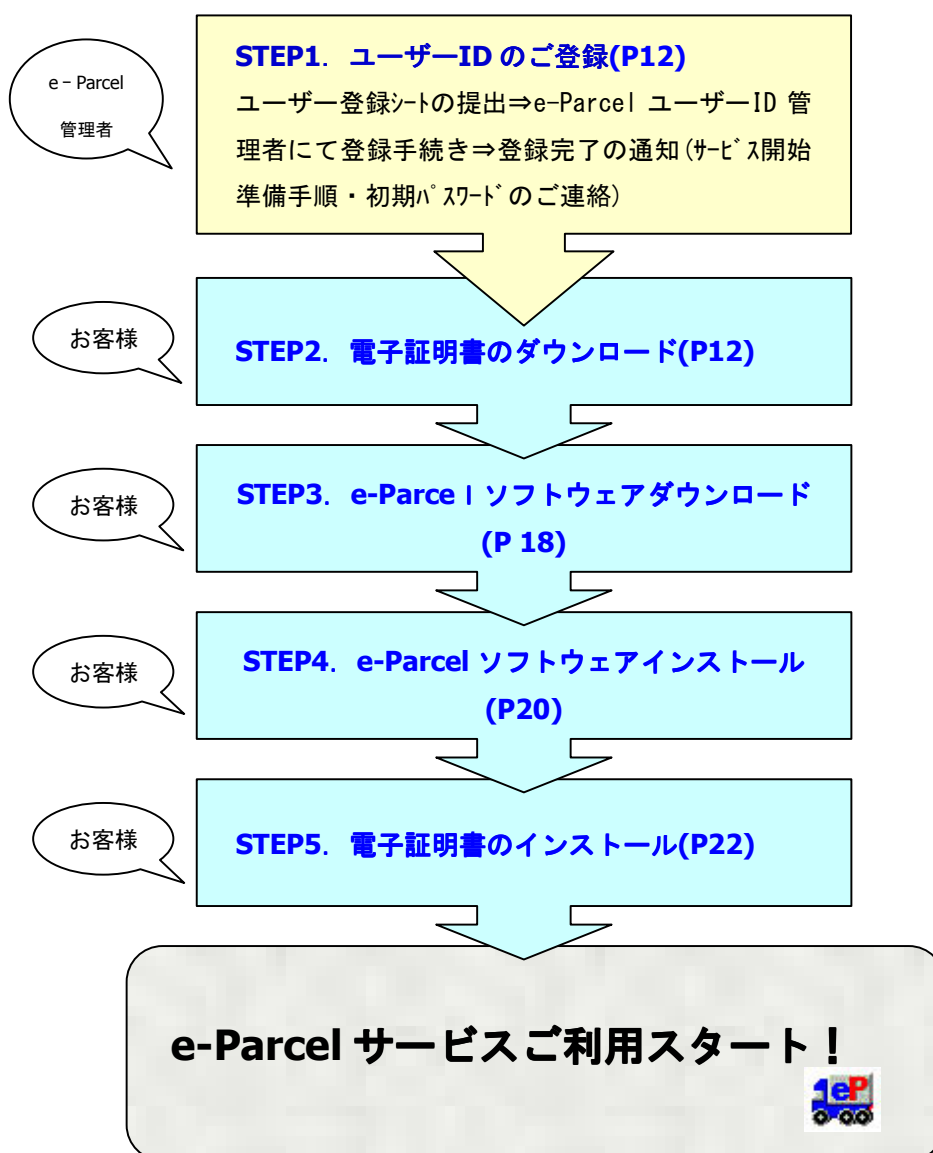 e‐Parcel
管理者
STEP1．ユーザーID のご登録(P12)
ユーザー登録ｼｰﾄの提出⇒e-Parcel ユーザーID 管
理者にて登録手続き⇒登録完了の通知(ｻｰﾋﾞｽ開始
準備手順・初期ﾊﾟｽﾜｰﾄﾞのご連絡)
お客様
STEP2．電子証明書のダウンロード(P12)
お客様
STEP3．e-Parceｌソフトウェアダウンロード
(P 18)
お客様
STEP4．e-Parcel ソフトウェアインストール
(P20)
お客様
STEP5．電子証明書のインストール(P22)
e-Parcel サービスご利用スタート！
1eP